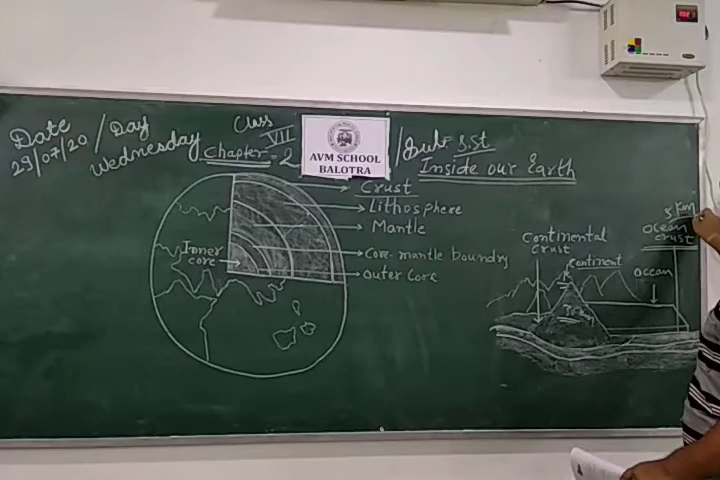 Date / Day
29/07/20 Wednesday
Class
VII
Chapter - 2
AVM SCHOOL
BALOTRA
/ Sub- S.St
Inside our Earth
Crust
Lithosphere
Mantle
Core-mantle boundry
outer core
Inner
core
Continental
Crust
Continent
ocean
5 Km
ocean
crust